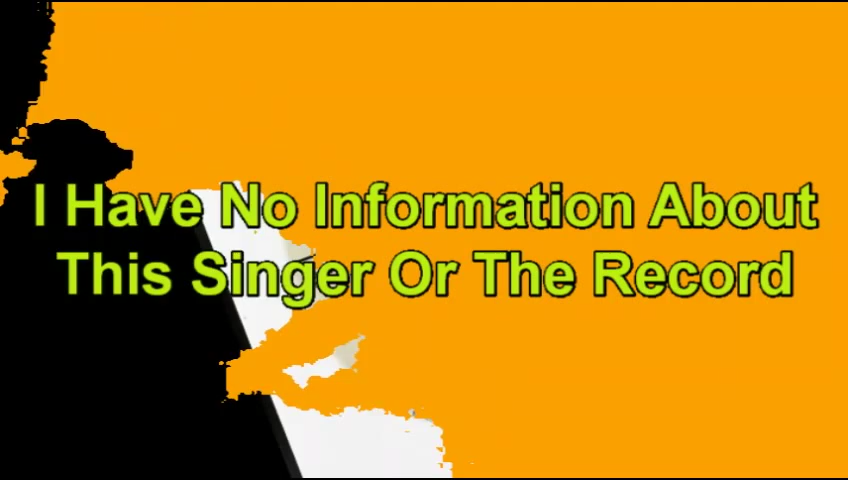 I Have No Information About
This Singer Or The Record